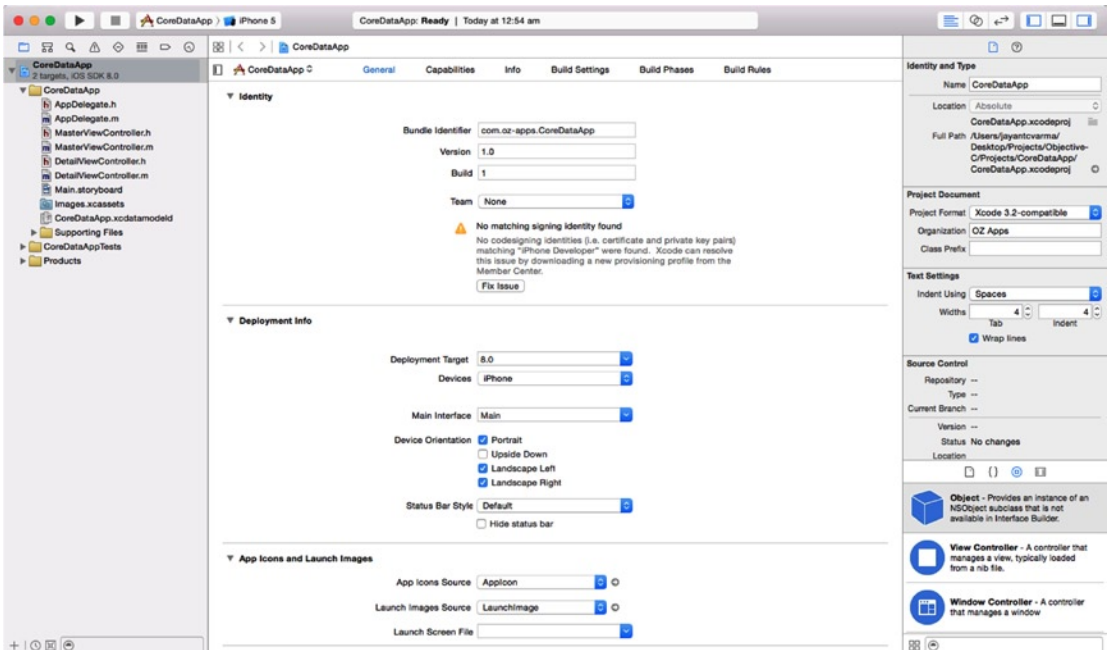 CoreDataApp
iPhone 5
CoreDataApp: Ready | Today at 12:54 am
CoreDataApp
2 targets, iOS SDK 8.0
CoreDataApp
AppDelegate.h
AppDelegate.m
MasterViewController.h
MasterViewController.m
DetailViewController.h
DetailViewController.m
Main.storyboard
Images.xcassets
CoreDataApp.xcdatamodeld
Supporting Files
CoreDataAppTests
Products
CoreDataApp
CoreDataApp General Capabilities Info Build Settings Build Phases Build Rules
Identity
Bundle Identifier com.oz-apps.CoreDataApp
Version 1.0
Build 1
Team None
No matching signing identity found
No codesigning identities (i.e. certificate and private key pairs)
matching "iPhone Developer" were found. Xcode can resolve
this issue by downloading a new provisioning profile from the
Member Center.
Fix Issue
Deployment Info
Deployment Target 8.0
Devices iPhone
Main Interface Main
Device Orientation Portrait
Upside Down
Landscape Left
Landscape Right
Status Bar Style Default
Hide status bar
App Icons and Launch Images
App Icons Source AppIcon
Launch Images Source LaunchImage
Launch Screen File
Identity and Type
Name CoreDataApp
Location Absolute
CoreDataApp.xcodeproj
Full Path /Users/jayantcvarma/
Desktop/Projects/Objective-
C/Projects/CoreDataApp/
CoreDataApp.xcodeproj
Project Document
Project Format Xcode 3.2-compatible
Organization OZ Apps
Class Prefix
Text Settings
Indent Using Spaces
Widths 4 4
Tab Indent
Wrap lines
Source Control
Repository --
Type --
Current Branch --
Version --
Status No changes
Location
Object - Provides an instance of an
NSObject subclass that is not
available in Interface Builder.
View Controller - A controller that
manages a view, typically loaded
from a nib file.
Window Controller - A controller
that manages a window